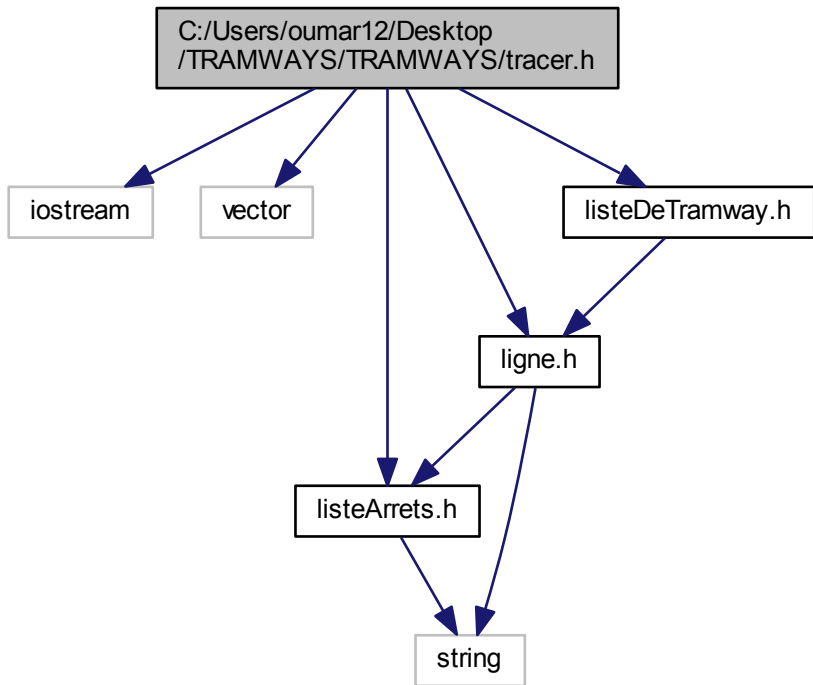 C:/Users/oumar12/Desktop
/TRAMWAYS/TRAMWAYS/tracer.h
iostream
vector
listeDeTramway.h
ligne.h
listeArrets.h
string